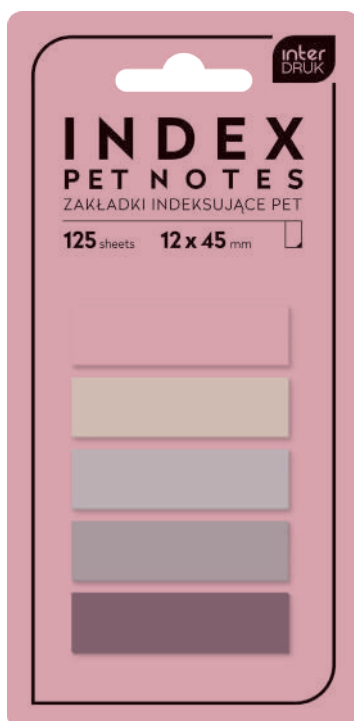 inter
DRUK
INDEX
PET NOTES
ZAKŁADKI INDEKSUJĄCE PET
125 sheets 12 x 45 mm